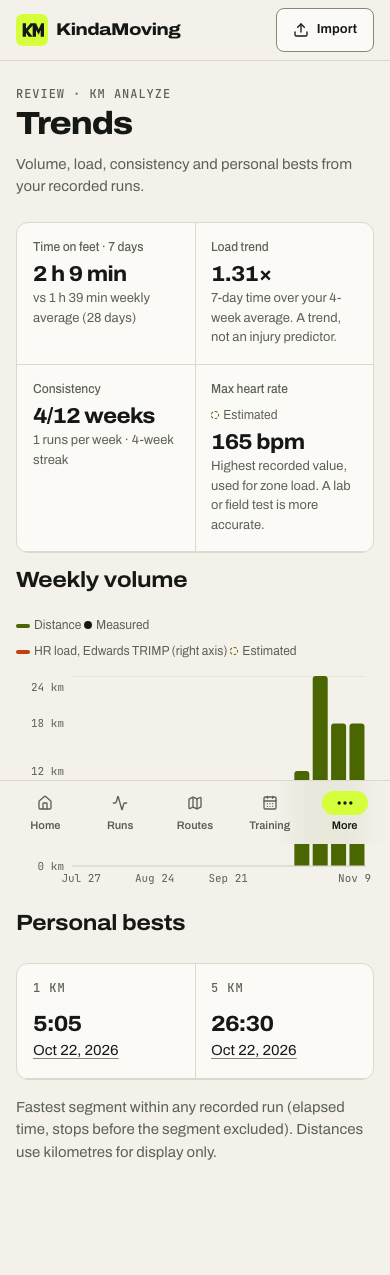 KM KindaMoving
Import
REVIEW · KM ANALYZE
Trends
Volume, load, consistency and personal bests from
your recorded runs.
Time on feet · 7 days
2 h 9 min
vs 1 h 39 min weekly
average (28 days)
Load trend
1.31×
7-day time over your 4-
week average. A trend,
not an injury predictor.
Consistency
4/12 weeks
1 runs per week · 4-week
streak
Max heart rate
Estimated
165 bpm
Highest recorded value,
used for zone load. A lab
or field test is more
accurate.
Weekly volume
Distance Measured
HR load, Edwards TRIMP (right axis) Estimated
24 km
18 km
12 km
Home Runs Routes Training More
0 km
Jul 27 Aug 24 Sep 21 Nov 9
Personal bests
1 KM
5:05
Oct 22, 2026
5 KM
26:30
Oct 22, 2026
Fastest segment within any recorded run (elapsed
time, stops before the segment excluded). Distances
use kilometres for display only.